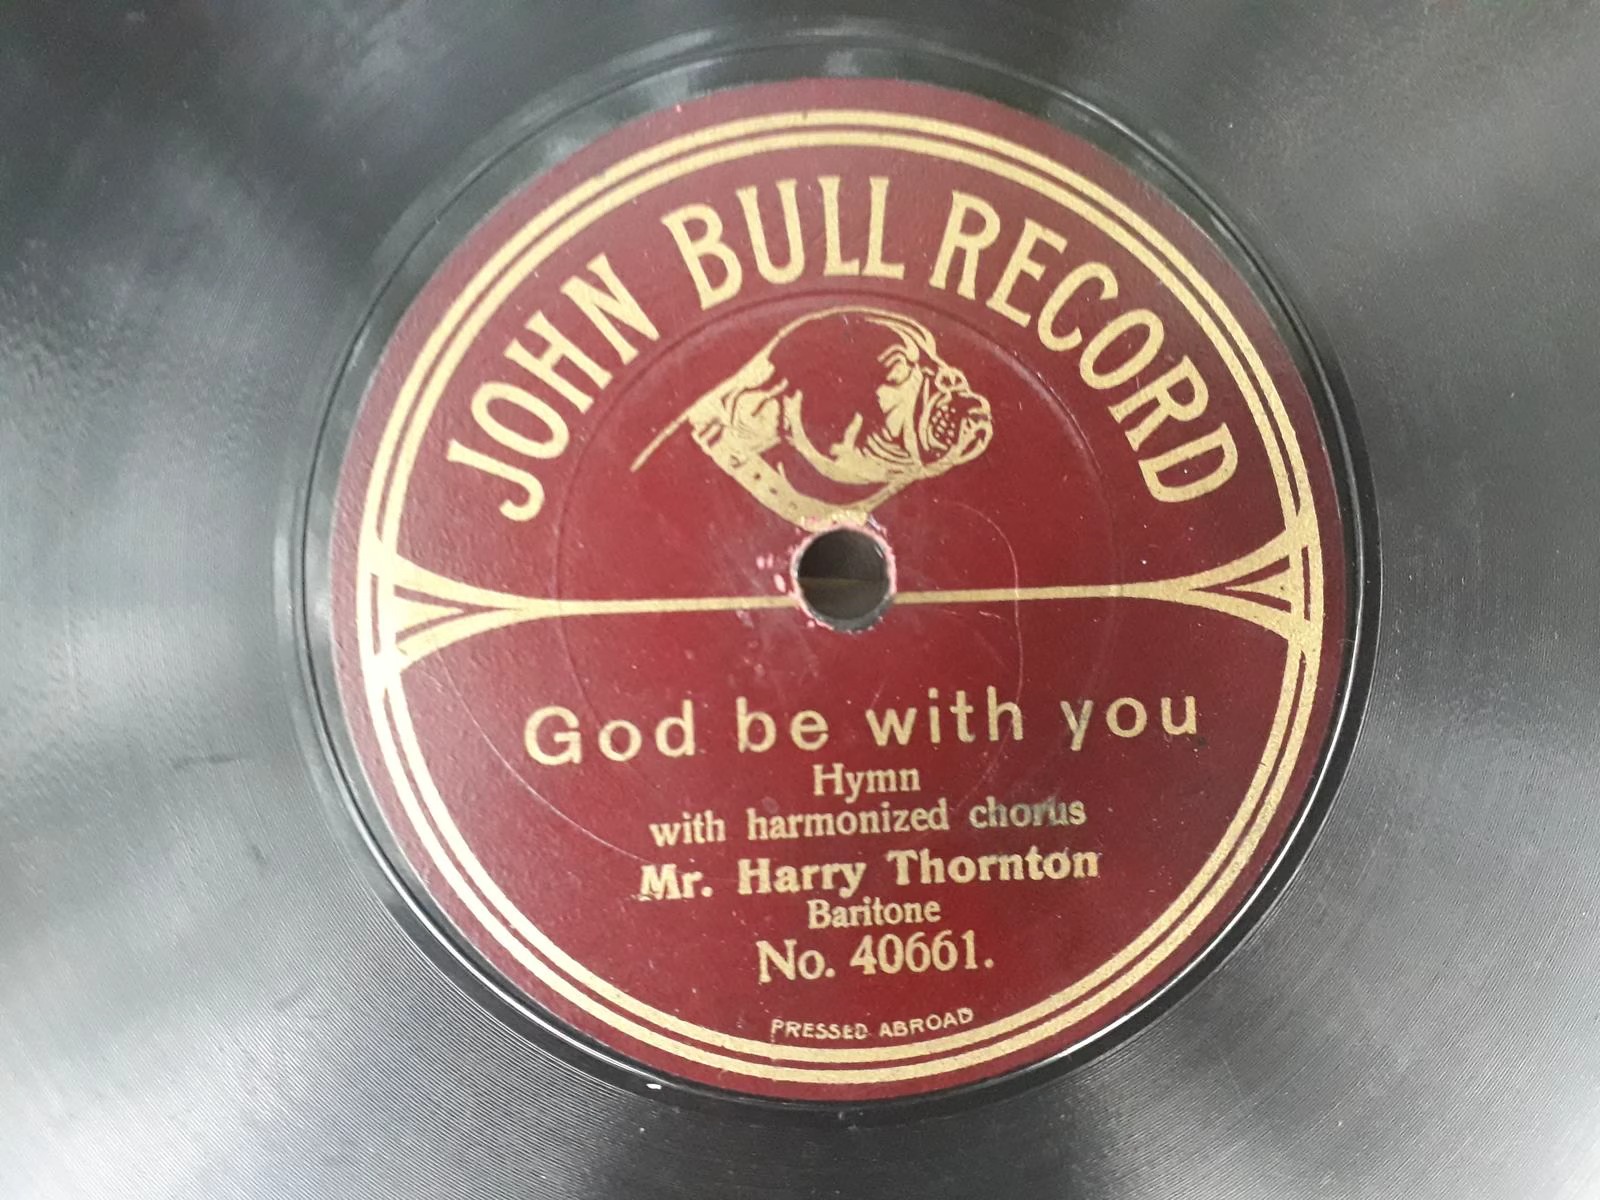 JOHN BULL RECORD
God be with you
Hymn
with harmonized chorus
Mr. Harry Thornton
Baritone
No. 40661.
PRESSED ABROAD